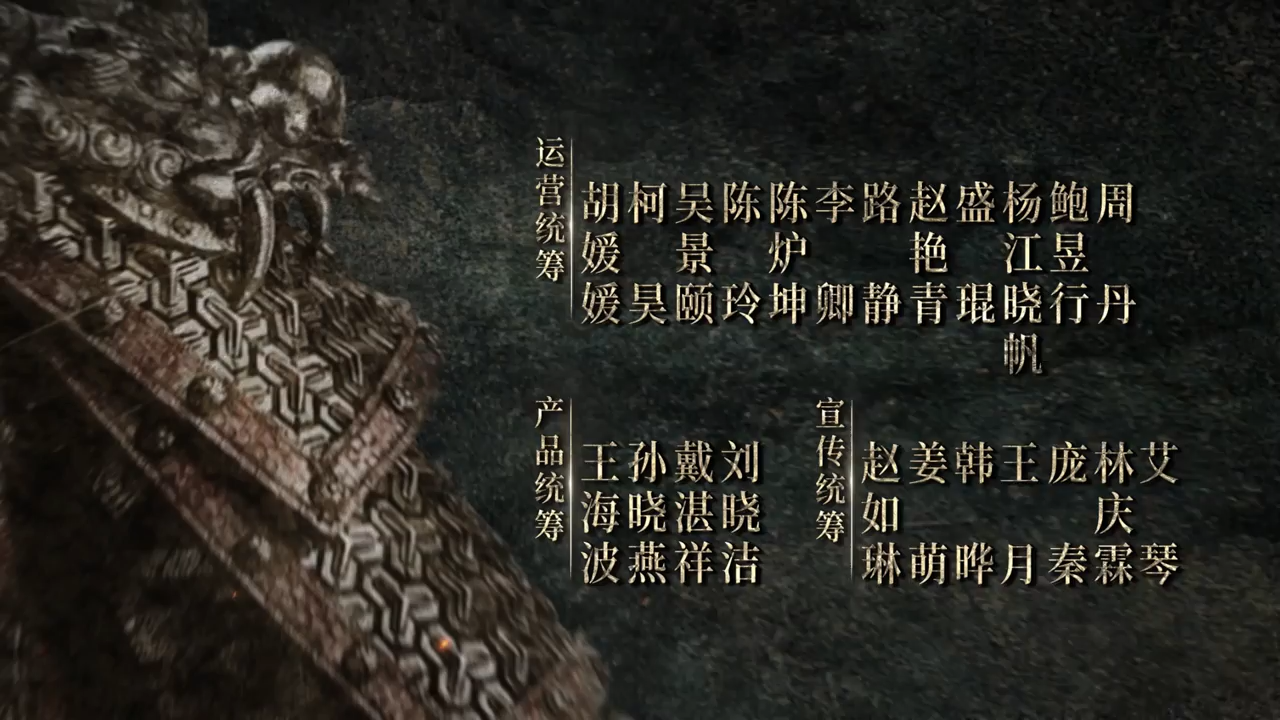 运营统筹
胡媛媛
柯昊
吴景颐
陈玲
陈炉坤
李卿
路静
赵艳青
盛琨
杨江晓帆
鲍昱行
周丹
产品统筹
王海波
孙晓燕
戴湛祥
刘晓洁
宣传统筹
赵如琳
姜萌
韩晔
王月
庞秦
林庆霖
艾琴